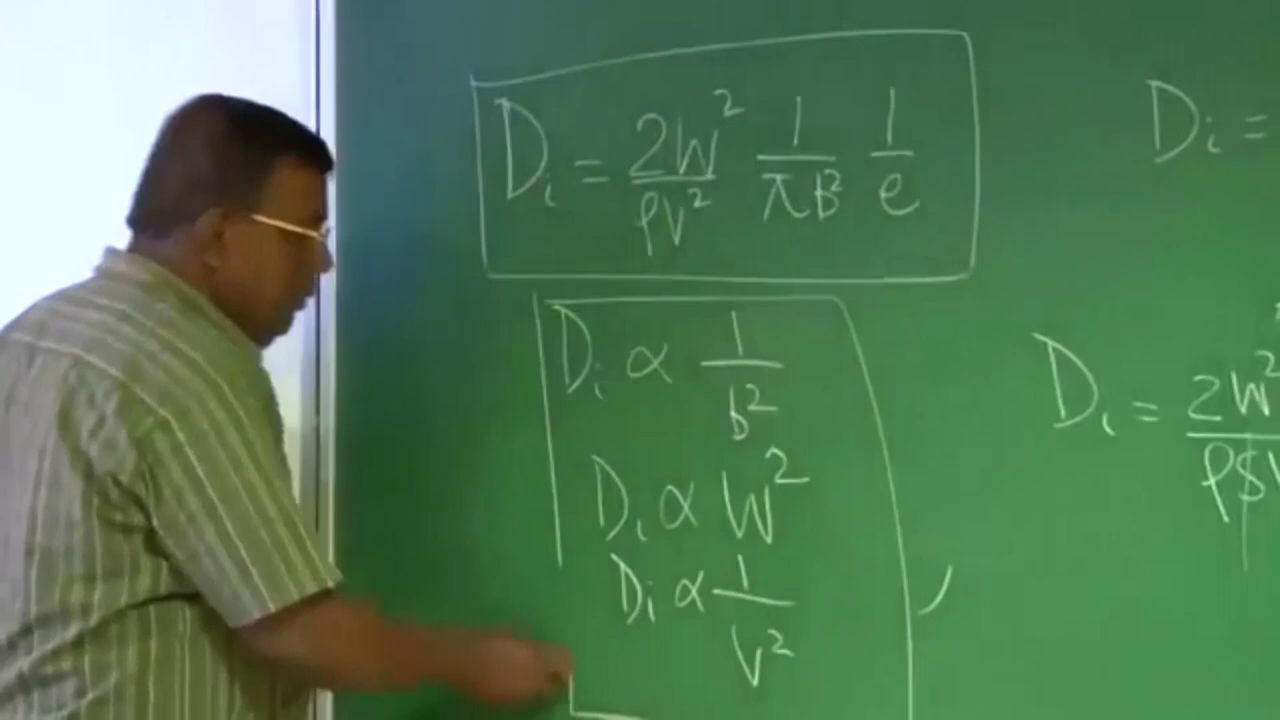 Dᵢ = 2W²/ρV² 1/πB² 1/e
Dᵢ ∝ 1/b²
Dᵢ ∝ W²
Dᵢ ∝ 1/V²
Dᵢ =
Dᵢ = 2W²/ρ